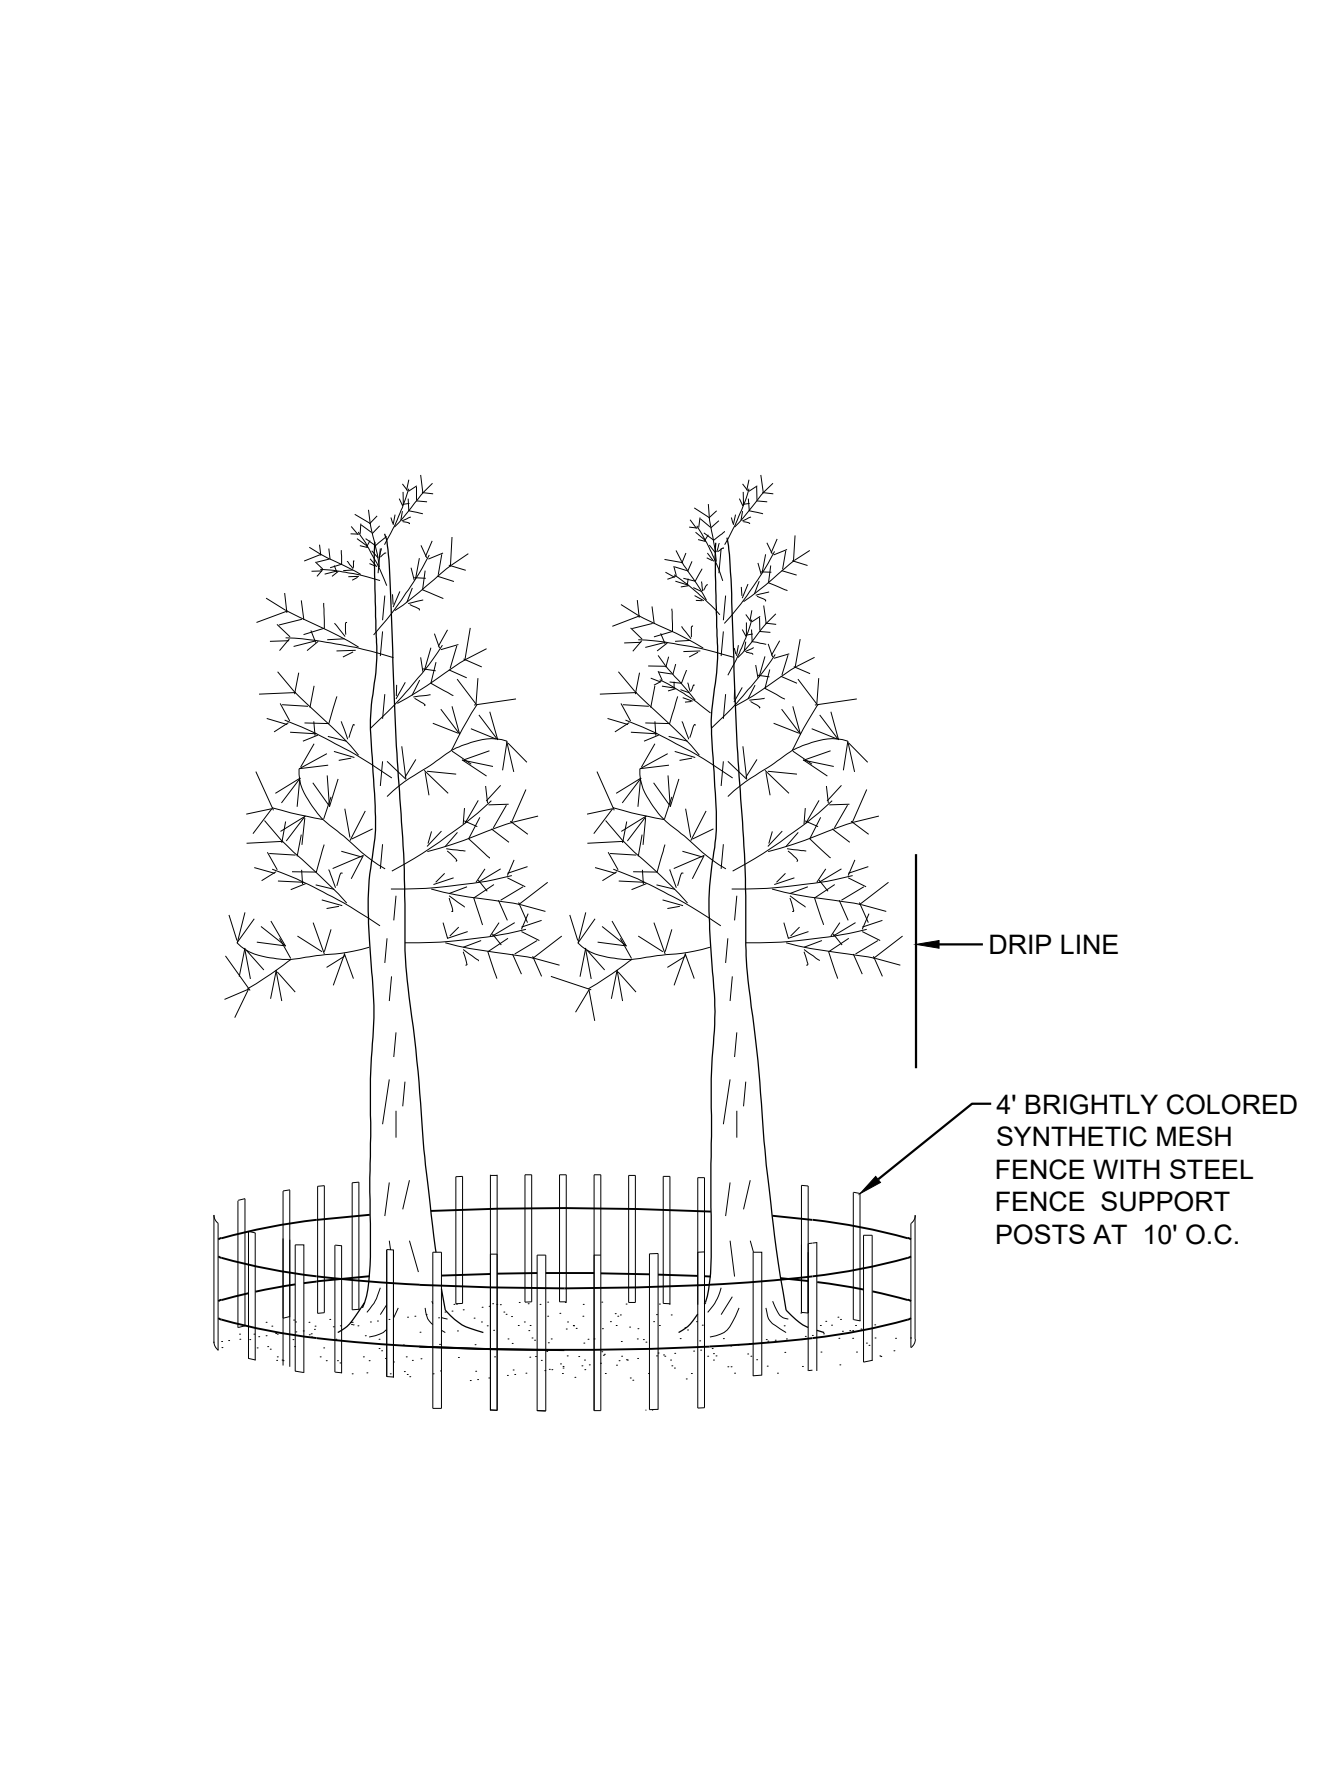 DRIP LINE
4' BRIGHTLY COLORED
SYNTHETIC MESH
FENCE WITH STEEL
FENCE SUPPORT
POSTS AT 10' O.C.